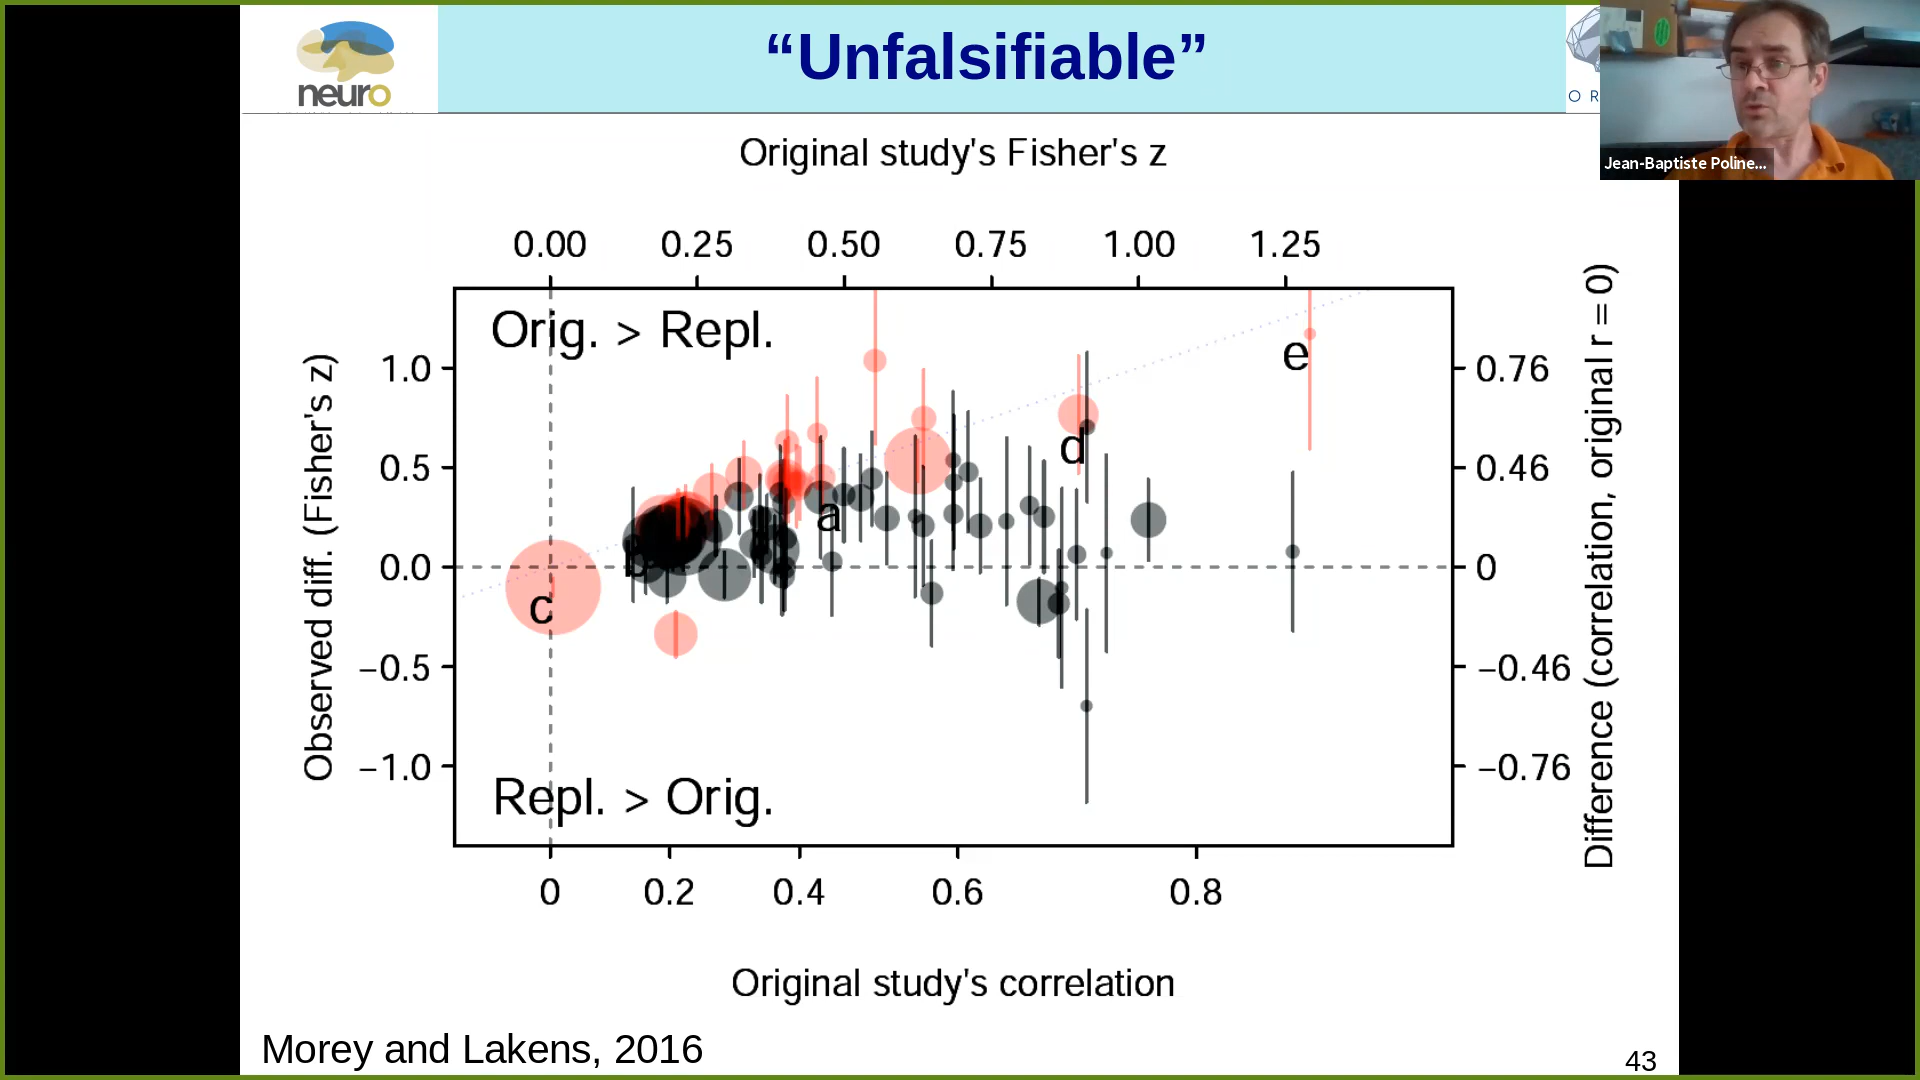 “Unfalsifiable”
neuro
O R
Jean-Baptiste Poline...
Original study's Fisher's z
0.00 0.25 0.50 0.75 1.00 1.25
Orig. > Repl.
Repl. > Orig.
a
b
c
d
e
Observed diff. (Fisher's z)
1.0
0.5
0.0
−0.5
−1.0
0.76
0.46
0
−0.46
−0.76
Difference (correlation, original r = 0)
0 0.2 0.4 0.6 0.8
Original study's correlation
Morey and Lakens, 2016
43